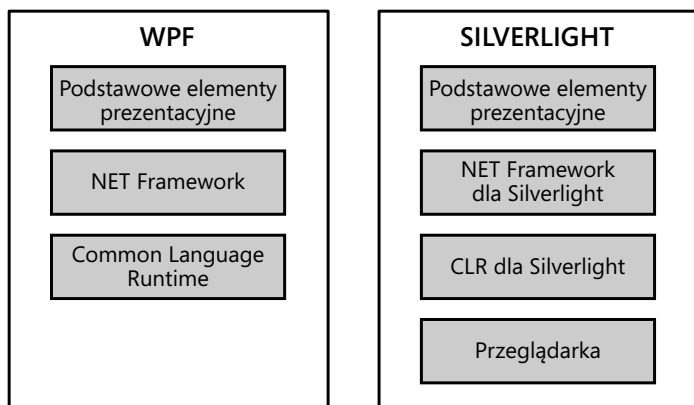 WPF
Podstawowe elementy
prezentacyjne
NET Framework
Common Language
Runtime
SILVERLIGHT
Podstawowe elementy
prezentacyjne
NET Framework
dla Silverlight
CLR dla Silverlight
Przeglądarka